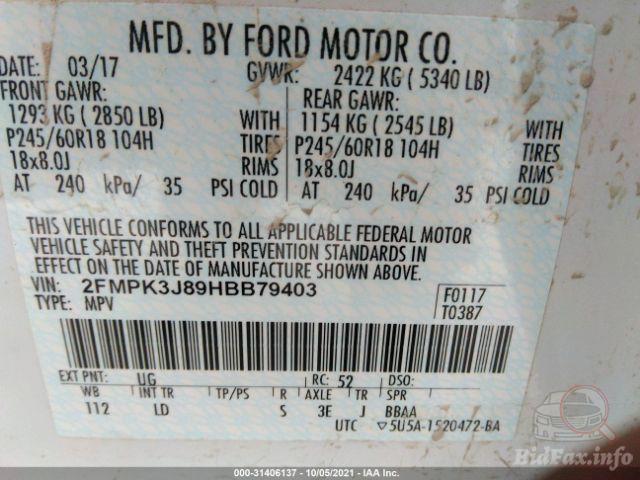 MFD. BY FORD MOTOR CO.
DATE: 03/17 GVWR: 2422 KG ( 5340 LB)
FRONT GAWR: REAR GAWR:
1293 KG ( 2850 LB) WITH 1154 KG ( 2545 LB) WITH
P245/60R18 104H TIRES P245/60R18 104H TIRES
18x8.0J RIMS 18x8.0J RIMS
AT 240 kPa/ 35 PSI COLD AT 240 kPa/ 35 PSI COLD
THIS VEHICLE CONFORMS TO ALL APPLICABLE FEDERAL MOTOR
VEHICLE SAFETY AND THEFT PREVENTION STANDARDS IN
EFFECT ON THE DATE OF MANUFACTURE SHOWN ABOVE.
VIN: 2FMPK3J89HBB79403 F0117
TYPE: MPV T0387
EXT PNT: UG RC: 52 DSO:
WB INT TR TP/PS R AXLE TR SPR
112 LD S 3E J BBAA
UTC ▽5U5A-1520472-BA
BidFax.info
000-31406137 - 10/05/2021 - IAA Inc.